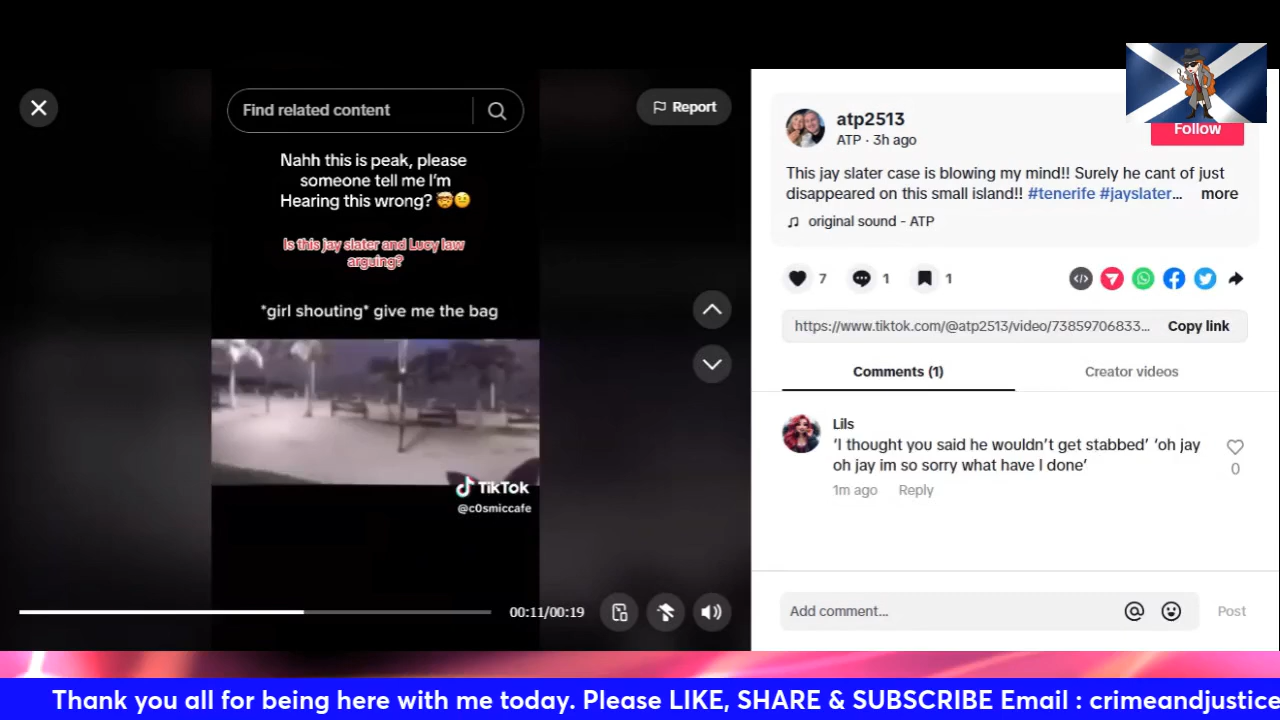 Find related content
Report
Nahh this is peak, please
someone tell me I'm
Hearing this wrong? 🤯😐
Is this jay slater and Lucy law
arguing?
*girl shouting* give me the bag
TikTok
@c0smiccafe
00:11/00:19
atp2513
ATP · 3h ago
Follow
This jay slater case is blowing my mind!! Surely he cant of just
disappeared on this small island!! #tenerife #jayslater... more
original sound - ATP
7
1
1
https://www.tiktok.com/@atp2513/video/73859706833... Copy link
Comments (1)
Creator videos
Lils
‘I thought you said he wouldn’t get stabbed’ ‘oh jay
oh jay im so sorry what have I done’
0
1m ago Reply
Add comment...
Post
Thank you all for being here with me today. Please LIKE, SHARE & SUBSCRIBE Email : crimeandjustice